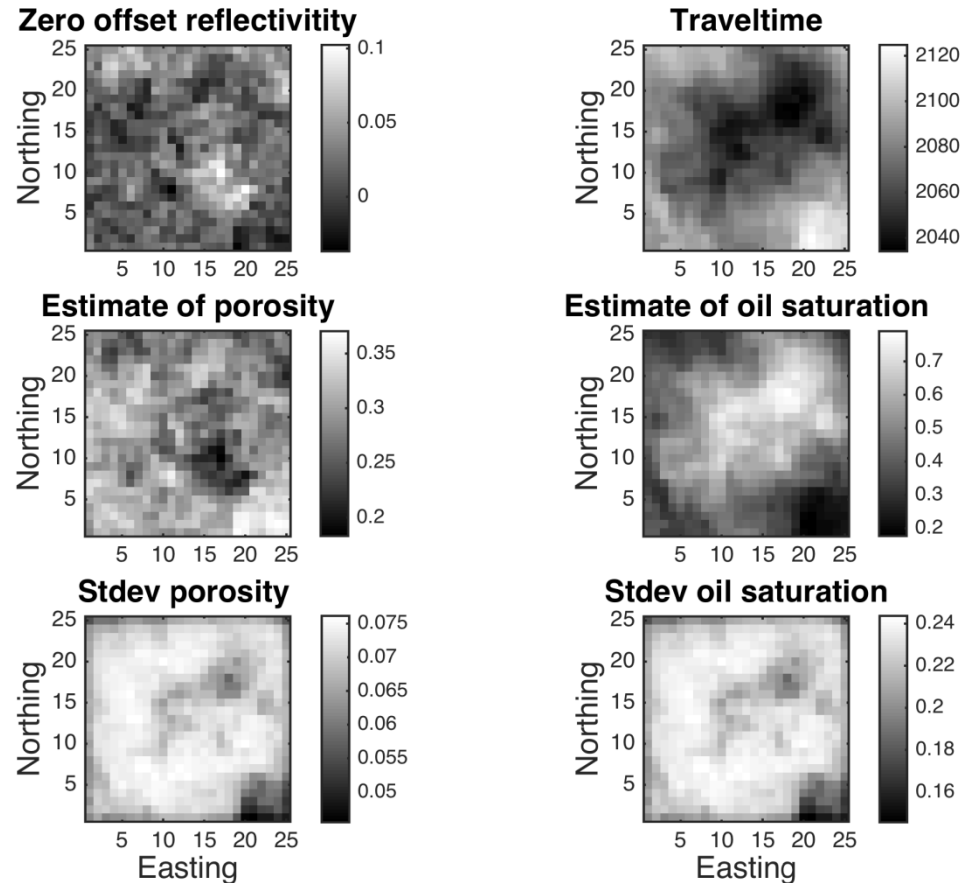 Zero offset reflectivitity
25
20
15
10
5
Northing
5 10 15 20 25
0.1
0.05
0
Traveltime
25
20
15
10
5
Northing
5 10 15 20 25
2120
2100
2080
2060
2040
Estimate of porosity
25
20
15
10
5
Northing
5 10 15 20 25
0.35
0.3
0.25
0.2
Estimate of oil saturation
25
20
15
10
5
Northing
5 10 15 20 25
0.7
0.6
0.5
0.4
0.3
0.2
Stdev porosity
25
20
15
10
5
Northing
5 10 15 20 25
Easting
0.075
0.07
0.065
0.06
0.055
0.05
Stdev oil saturation
25
20
15
10
5
Northing
5 10 15 20 25
Easting
0.24
0.22
0.2
0.18
0.16